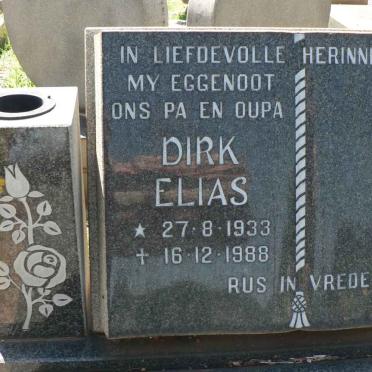 IN LIEFDEVOLLE HERINN
MY EGGENOOT
ONS PA EN OUPA
DIRK
ELIAS
★ 27·8·1933
✝ 16·12·1988
RUS IN VREDE